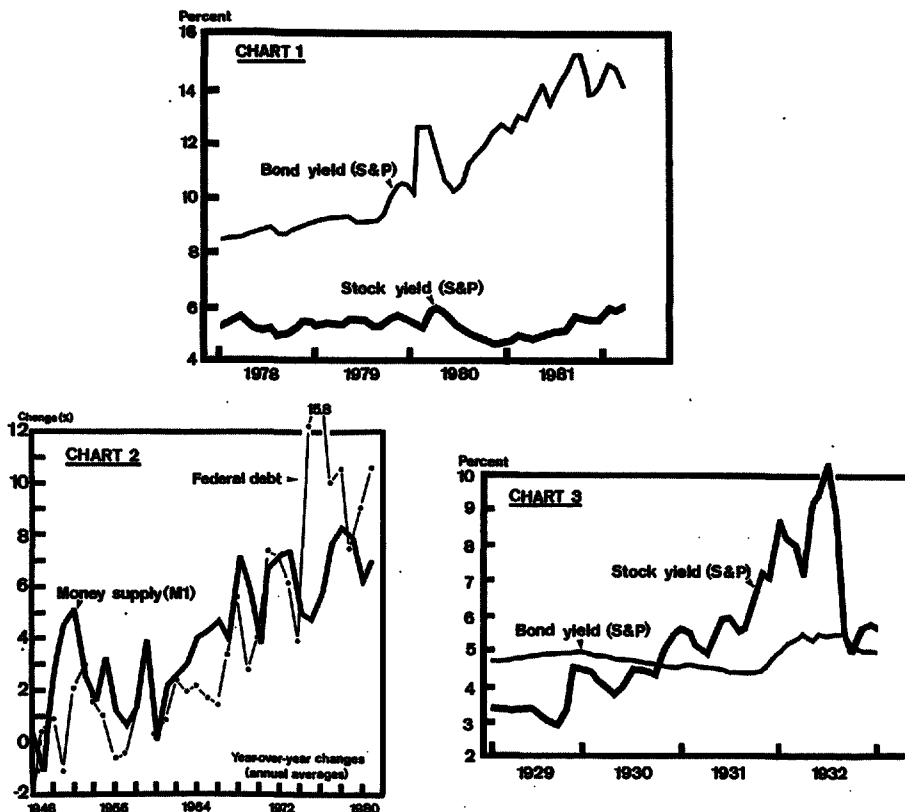 Percent
16
CHART 1
14
12
Bond yield (S&P)
10
8
Stock yield (S&P)
6
4
1978 1979 1980 1981
Change(%)
15.8
12
CHART 2
10
Federal debt
8
6
Money supply (M1)
4
2
0
Year-over-year changes
(annual averages)
-2
1946 1956 1964 1972 1980
Percent
10
CHART 3
9
8
Stock yield (S&P)
7
6
Bond yield (S&P)
5
4
3
2
1929 1930 1931 1932